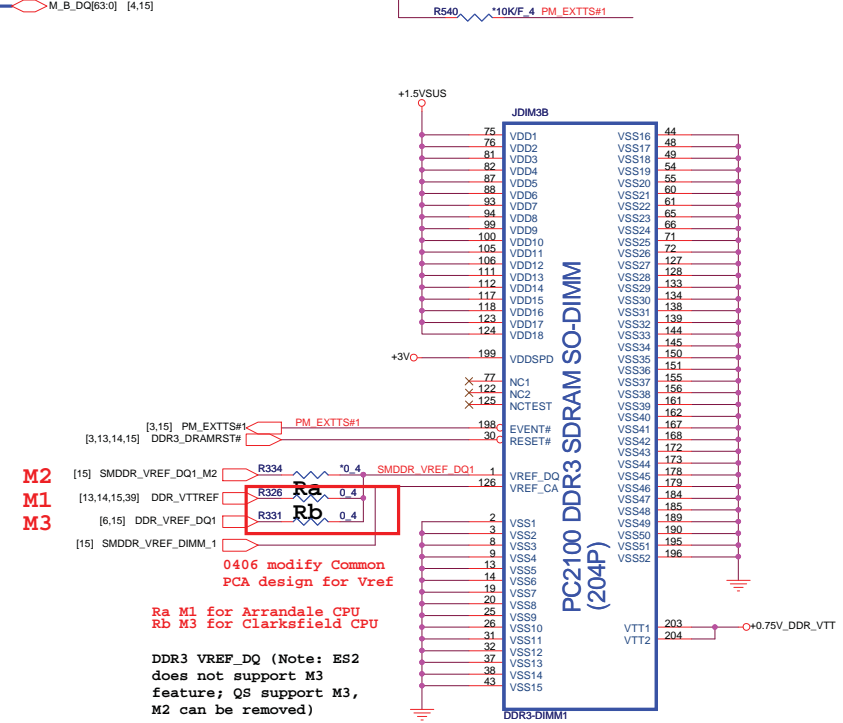 M_B_DQ[63:0] [4,15]
R540 *10K/F_4 PM_EXTTS#1
+1.5VSUS
JDIM3B
75 VDD1 VSS16 44
76 VDD2 VSS17 48
81 VDD3 VSS18 49
82 VDD4 VSS19 54
87 VDD5 VSS20 55
88 VDD6 VSS21 60
93 VDD7 VSS22 61
94 VDD8 VSS23 65
99 VDD9 VSS24 66
100 VDD10 VSS25 71
105 VDD11 VSS26 72
106 VDD12 VSS27 127
111 VDD13 VSS28 128
112 VDD14 VSS29 133
117 VDD15 VSS30 134
118 VDD16 VSS31 138
123 VDD17 VSS32 139
124 VDD18 VSS33 144
VSS34 145
+3V 199 VDDSPD VSS35 150
VSS36 151
77 NC1 VSS37 155
122 NC2 VSS38 156
125 NCTEST VSS39 161
VSS40 162
[3,15] PM_EXTTS#1 PM_EXTTS#1 198 EVENT# VSS41 167
[3,13,14,15] DDR3_DRAMRST# 30 RESET# VSS42 168
VSS43 172
VSS44 173
M2 [15] SMDDR_VREF_DQ1_M2 R334 *0_4 SMDDR_VREF_DQ1 1 VREF_DQ VSS45 178
126 VREF_CA VSS46 179
M1 [13,14,15,39] DDR_VTTREF R326 Ra 0_4 VSS47 184
VSS48 185
M3 [6,15] DDR_VREF_DQ1 R331 Rb 0_4 2 VSS1 VSS49 189
3 VSS2 VSS50 190
[15] SMDDR_VREF_DIMM_1 8 VSS3 VSS51 195
9 VSS4 VSS52 196
13 VSS5
14 VSS6
19 VSS7
20 VSS8
25 VSS9
26 VSS10 VTT1 203 +0.75V_DDR_VTT
31 VSS11 VTT2 204
32 VSS12
37 VSS13
38 VSS14
43 VSS15
PC2100 DDR3 SDRAM SO-DIMM
(204P)
0406 modify Common
PCA design for Vref
Ra M1 for Arrandale CPU
Rb M3 for Clarksfield CPU
DDR3 VREF_DQ (Note: ES2
does not support M3
feature; QS support M3,
M2 can be removed)
DDR3-DIMM1